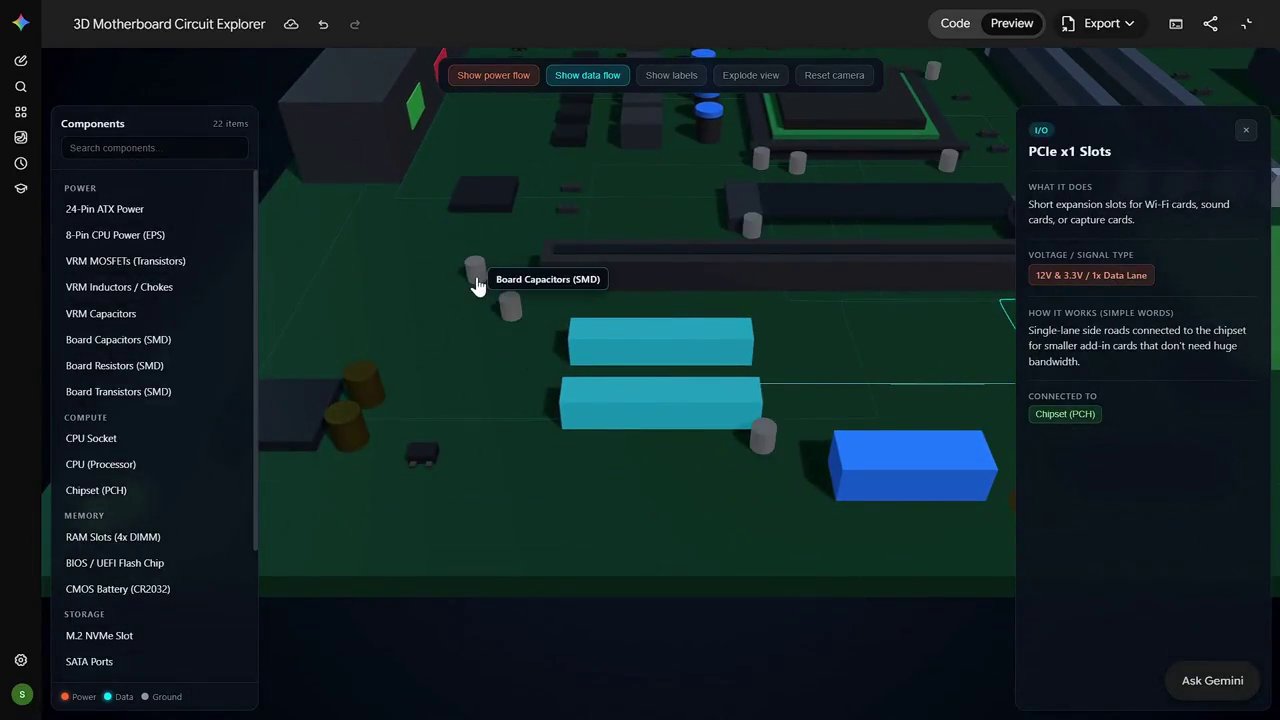 3D Motherboard Circuit Explorer
Code
Preview
Export
Show power flow
Show data flow
Show labels
Explode view
Reset camera
Components
22 items
Search components...
POWER
24-Pin ATX Power
8-Pin CPU Power (EPS)
VRM MOSFETs (Transistors)
VRM Inductors / Chokes
VRM Capacitors
Board Capacitors (SMD)
Board Resistors (SMD)
Board Transistors (SMD)
COMPUTE
CPU Socket
CPU (Processor)
Chipset (PCH)
MEMORY
RAM Slots (4x DIMM)
BIOS / UEFI Flash Chip
CMOS Battery (CR2032)
STORAGE
M.2 NVMe Slot
SATA Ports
Power
Data
Ground
S
Board Capacitors (SMD)
I/O
PCIe x1 Slots
WHAT IT DOES
Short expansion slots for Wi-Fi cards, sound
cards, or capture cards.
VOLTAGE / SIGNAL TYPE
12V & 3.3V / 1x Data Lane
HOW IT WORKS (SIMPLE WORDS)
Single-lane side roads connected to the chipset
for smaller add-in cards that don't need huge
bandwidth.
CONNECTED TO
Chipset (PCH)
Ask Gemini